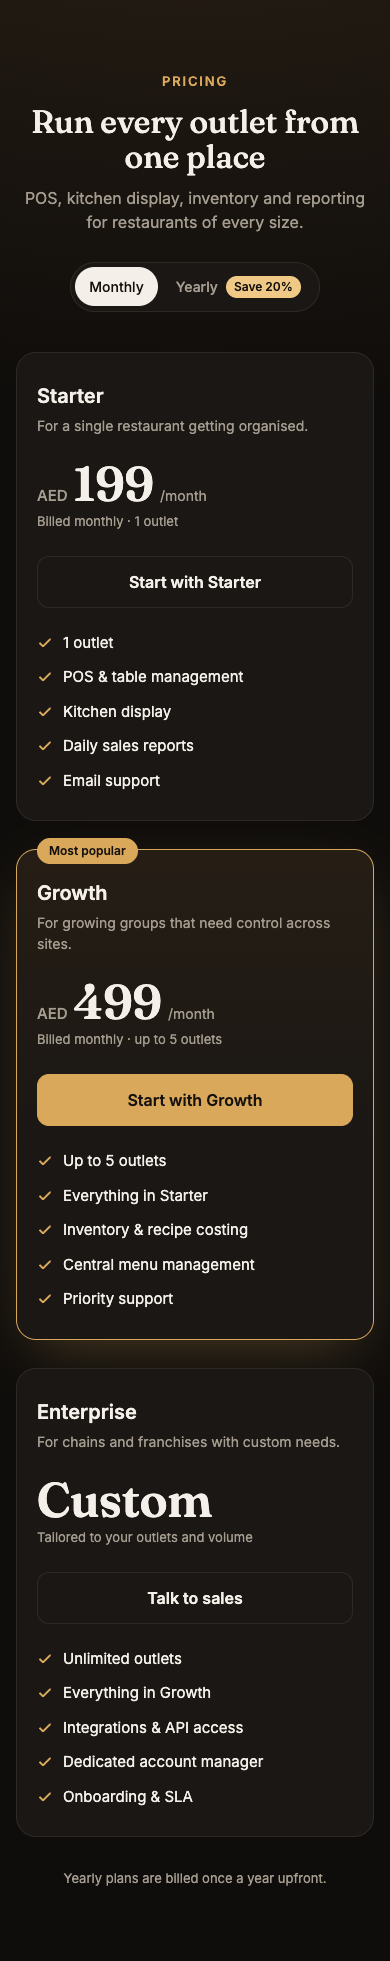 PRICING
Run every outlet from
one place
POS, kitchen display, inventory and reporting
for restaurants of every size.
Monthly Yearly Save 20%
Starter
For a single restaurant getting organised.
AED 199 /month
Billed monthly · 1 outlet
Start with Starter
1 outlet
POS & table management
Kitchen display
Daily sales reports
Email support
Most popular
Growth
For growing groups that need control across
sites.
AED 499 /month
Billed monthly · up to 5 outlets
Start with Growth
Up to 5 outlets
Everything in Starter
Inventory & recipe costing
Central menu management
Priority support
Enterprise
For chains and franchises with custom needs.
Custom
Tailored to your outlets and volume
Talk to sales
Unlimited outlets
Everything in Growth
Integrations & API access
Dedicated account manager
Onboarding & SLA
Yearly plans are billed once a year upfront.